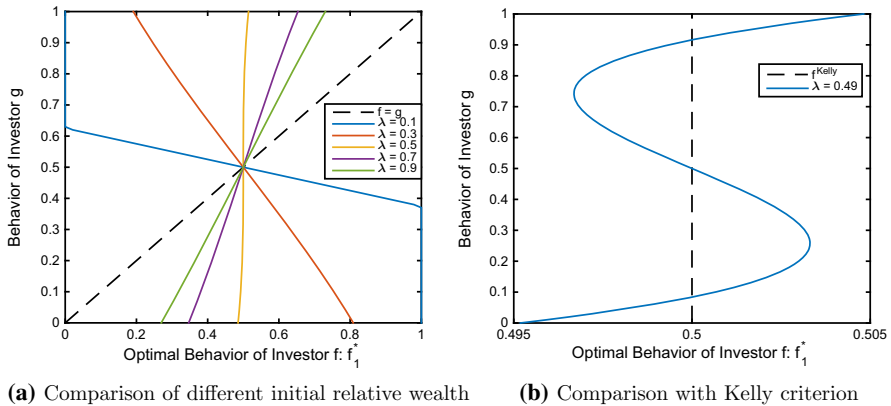 1
0.9
0.8
0.7
0.6
0.5
0.4
0.3
0.2
0.1
0
Behavior of Investor g
f = g
λ = 0.1
λ = 0.3
λ = 0.5
λ = 0.7
λ = 0.9
0 0.2 0.4 0.6 0.8 1
Optimal Behavior of Investor f: f*1
(a) Comparison of different initial relative wealth
1
0.9
0.8
0.7
0.6
0.5
0.4
0.3
0.2
0.1
0
Behavior of Investor g
fKelly
λ = 0.49
0.495 0.5 0.505
Optimal Behavior of Investor f: f*1
(b) Comparison with Kelly criterion